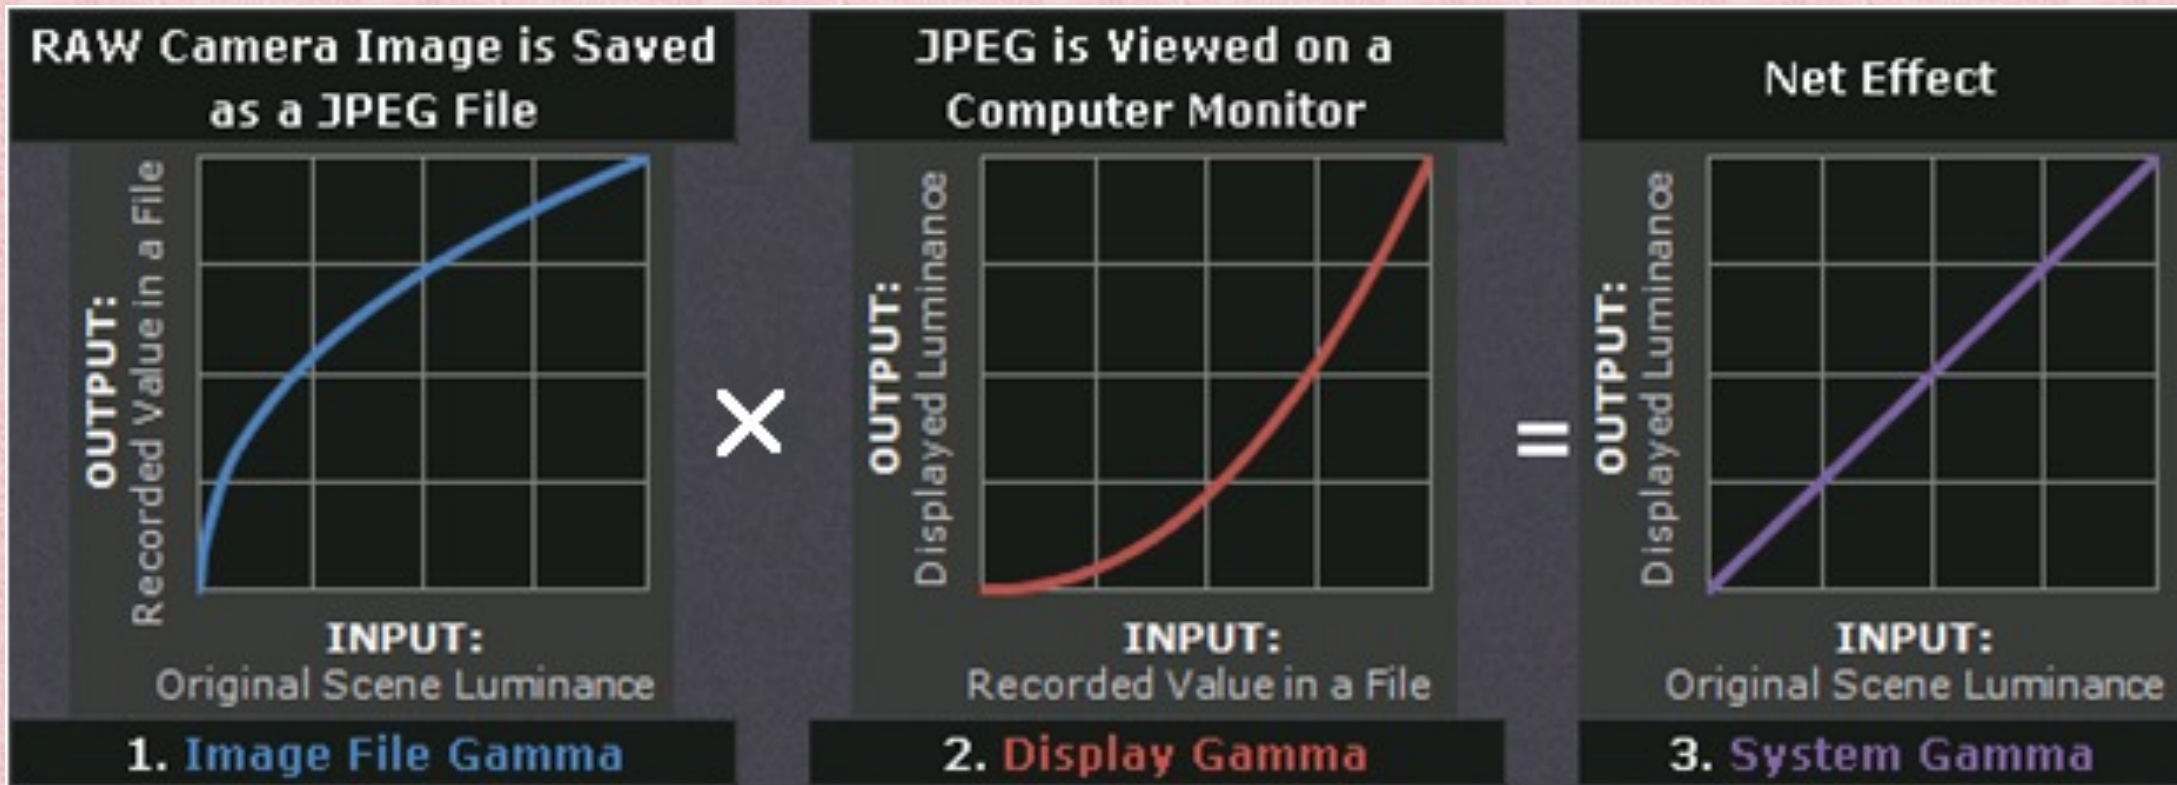 RAW Camera Image is Saved
as a JPEG File
OUTPUT:
Recorded Value in a File
INPUT:
Original Scene Luminance
1. Image File Gamma
×
JPEG is Viewed on a
Computer Monitor
OUTPUT:
Displayed Luminance
INPUT:
Recorded Value in a File
2. Display Gamma
=
Net Effect
OUTPUT:
Displayed Luminance
INPUT:
Original Scene Luminance
3. System Gamma